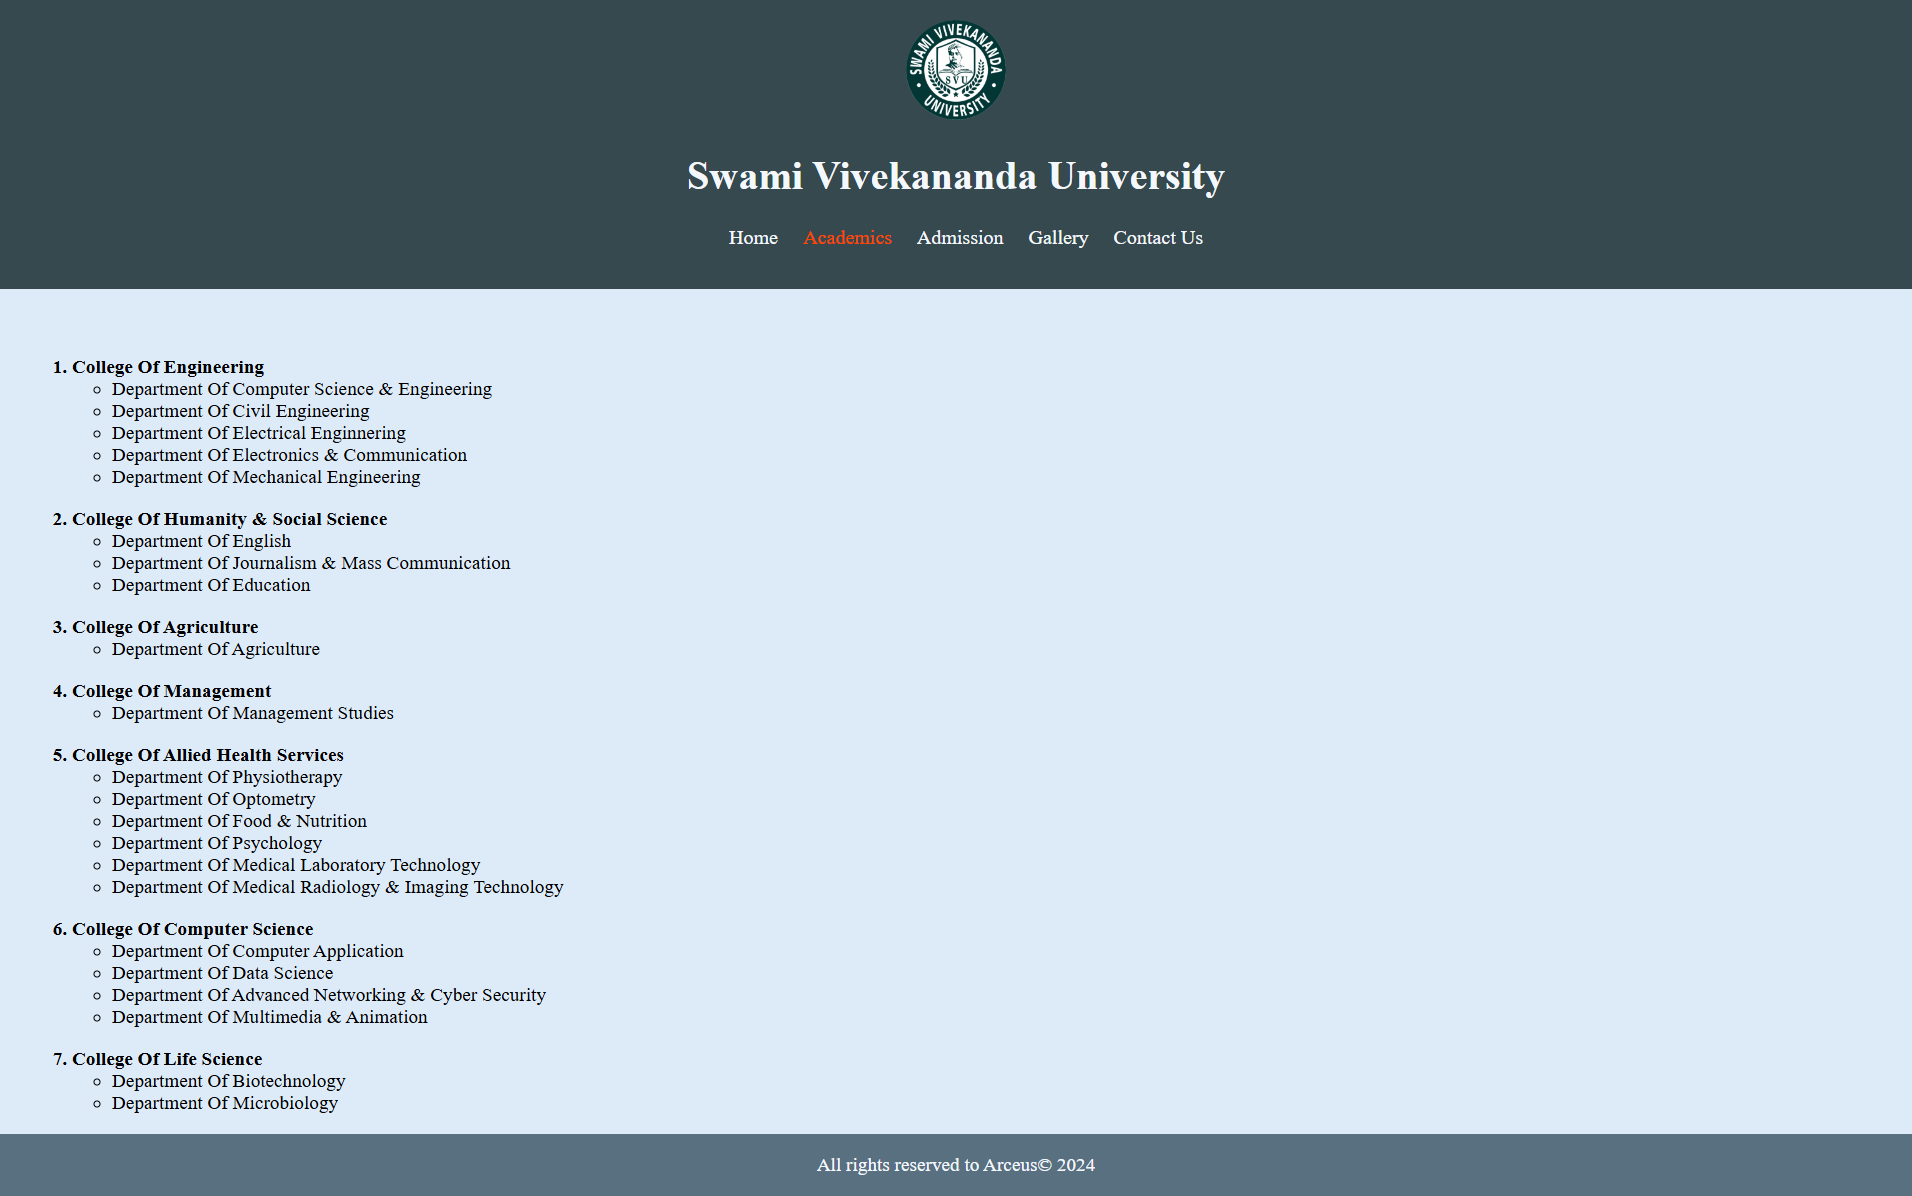 SWAMI VIVEKANANDA
SVU
UNIVERSITY
Swami Vivekananda University
Home Academics Admission Gallery Contact Us
1. College Of Engineering
Department Of Computer Science & Engineering
Department Of Civil Engineering
Department Of Electrical Enginnering
Department Of Electronics & Communication
Department Of Mechanical Engineering
2. College Of Humanity & Social Science
Department Of English
Department Of Journalism & Mass Communication
Department Of Education
3. College Of Agriculture
Department Of Agriculture
4. College Of Management
Department Of Management Studies
5. College Of Allied Health Services
Department Of Physiotherapy
Department Of Optometry
Department Of Food & Nutrition
Department Of Psychology
Department Of Medical Laboratory Technology
Department Of Medical Radiology & Imaging Technology
6. College Of Computer Science
Department Of Computer Application
Department Of Data Science
Department Of Advanced Networking & Cyber Security
Department Of Multimedia & Animation
7. College Of Life Science
Department Of Biotechnology
Department Of Microbiology
All rights reserved to Arceus© 2024